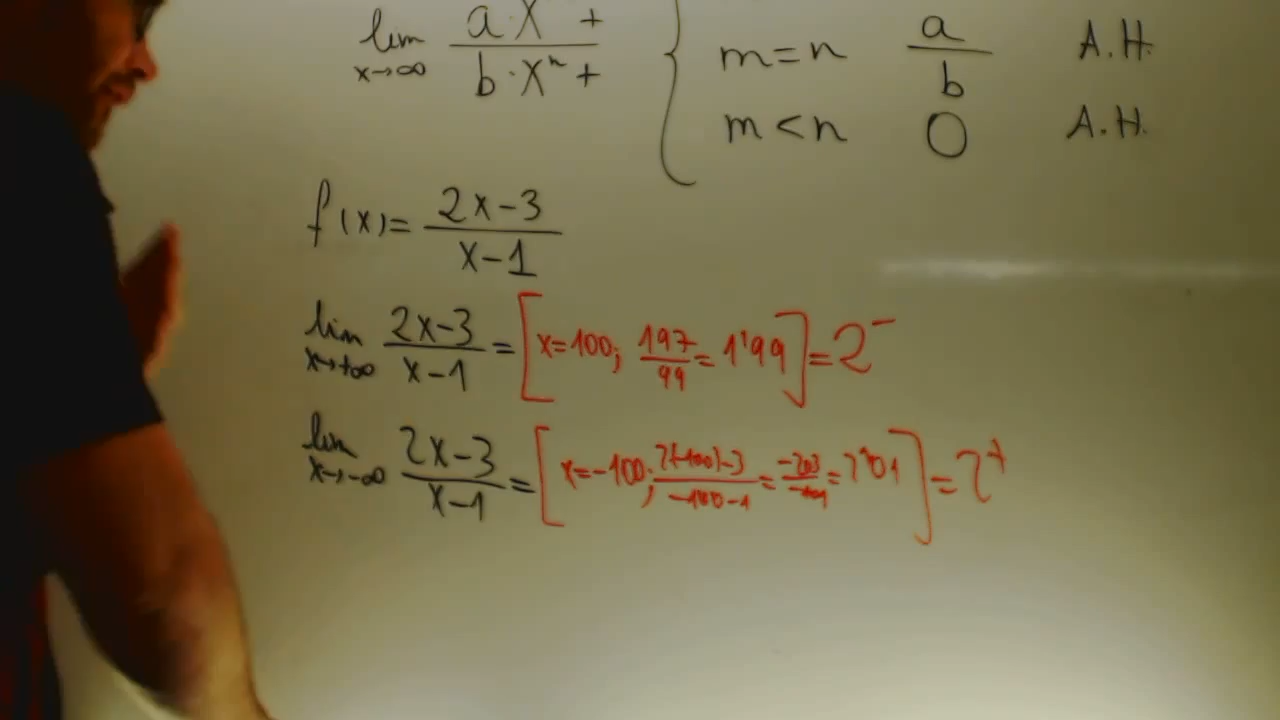 lim x→∞ a·X + / b·Xⁿ +
m=n a/b A.H.
m<n 0 A.H.
f(x)= 2x-3 / x-1
lim x→+∞ 2x-3 / x-1 = [x=100; 197/99 = 1'99] = 2⁻
lim x→-∞ 2x-3 / x-1 = [x=-100; 2(-100)-3 / -100-1 = -203/-101 = 2'01] = 2⁺